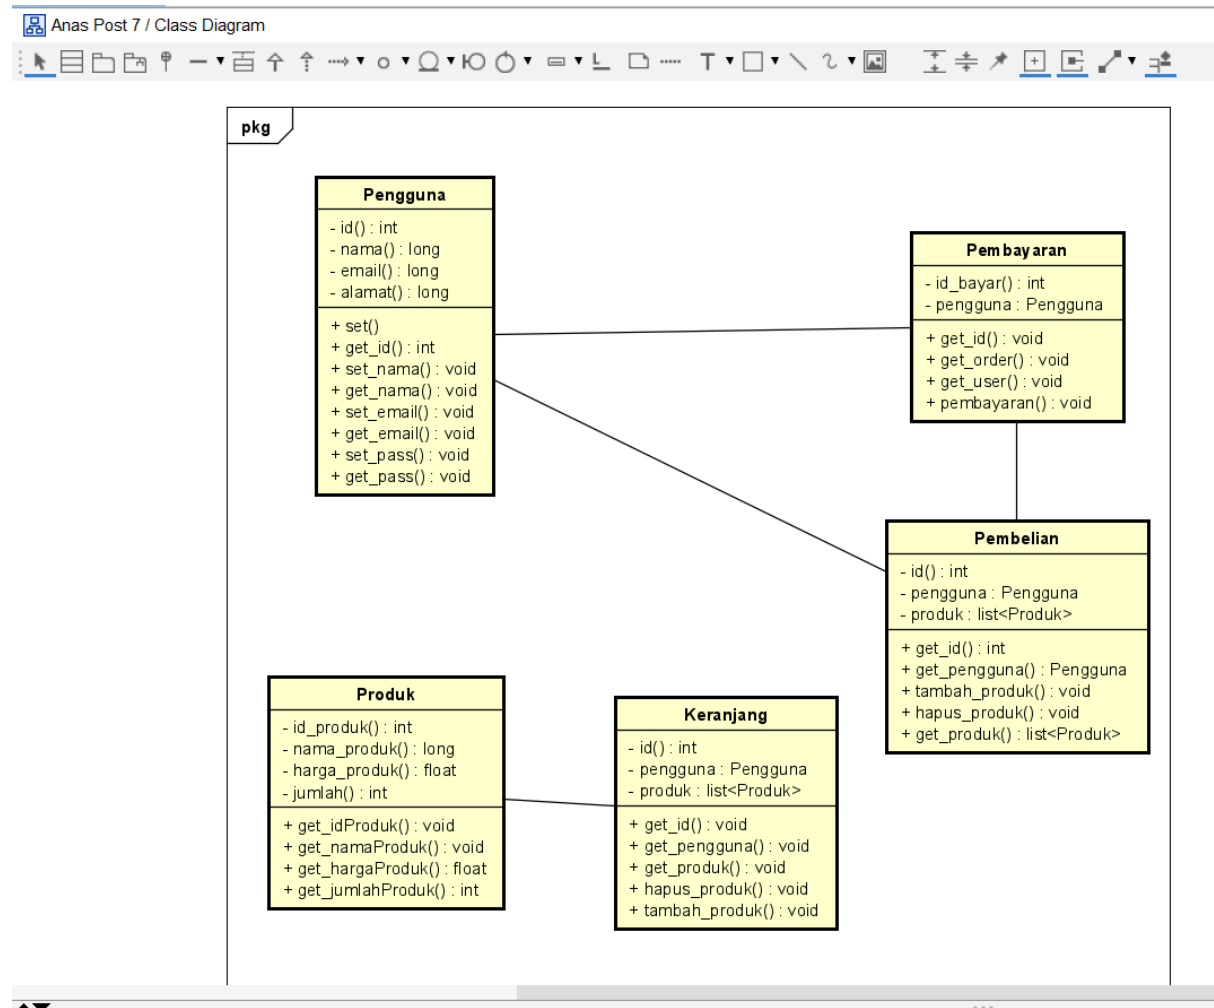 Anas Post 7 / Class Diagram
pkg
Pengguna
- id() : int
- nama() : long
- email() : long
- alamat() : long
+ set()
+ get_id() : int
+ set_nama() : void
+ get_nama() : void
+ set_email() : void
+ get_email() : void
+ set_pass() : void
+ get_pass() : void
Pembayaran
- id_bayar() : int
- pengguna : Pengguna
+ get_id() : void
+ get_order() : void
+ get_user() : void
+ pembayaran() : void
Pembelian
- id() : int
- pengguna : Pengguna
- produk : list<Produk>
+ get_id() : int
+ get_pengguna() : Pengguna
+ tambah_produk() : void
+ hapus_produk() : void
+ get_produk() : list<Produk>
Produk
- id_produk() : int
- nama_produk() : long
- harga_produk() : float
- jumlah() : int
+ get_idProduk() : void
+ get_namaProduk() : void
+ get_hargaProduk() : float
+ get_jumlahProduk() : int
Keranjang
- id() : int
- pengguna : Pengguna
- produk : list<Produk>
+ get_id() : void
+ get_pengguna() : void
+ get_produk() : void
+ hapus_produk() : void
+ tambah_produk() : void